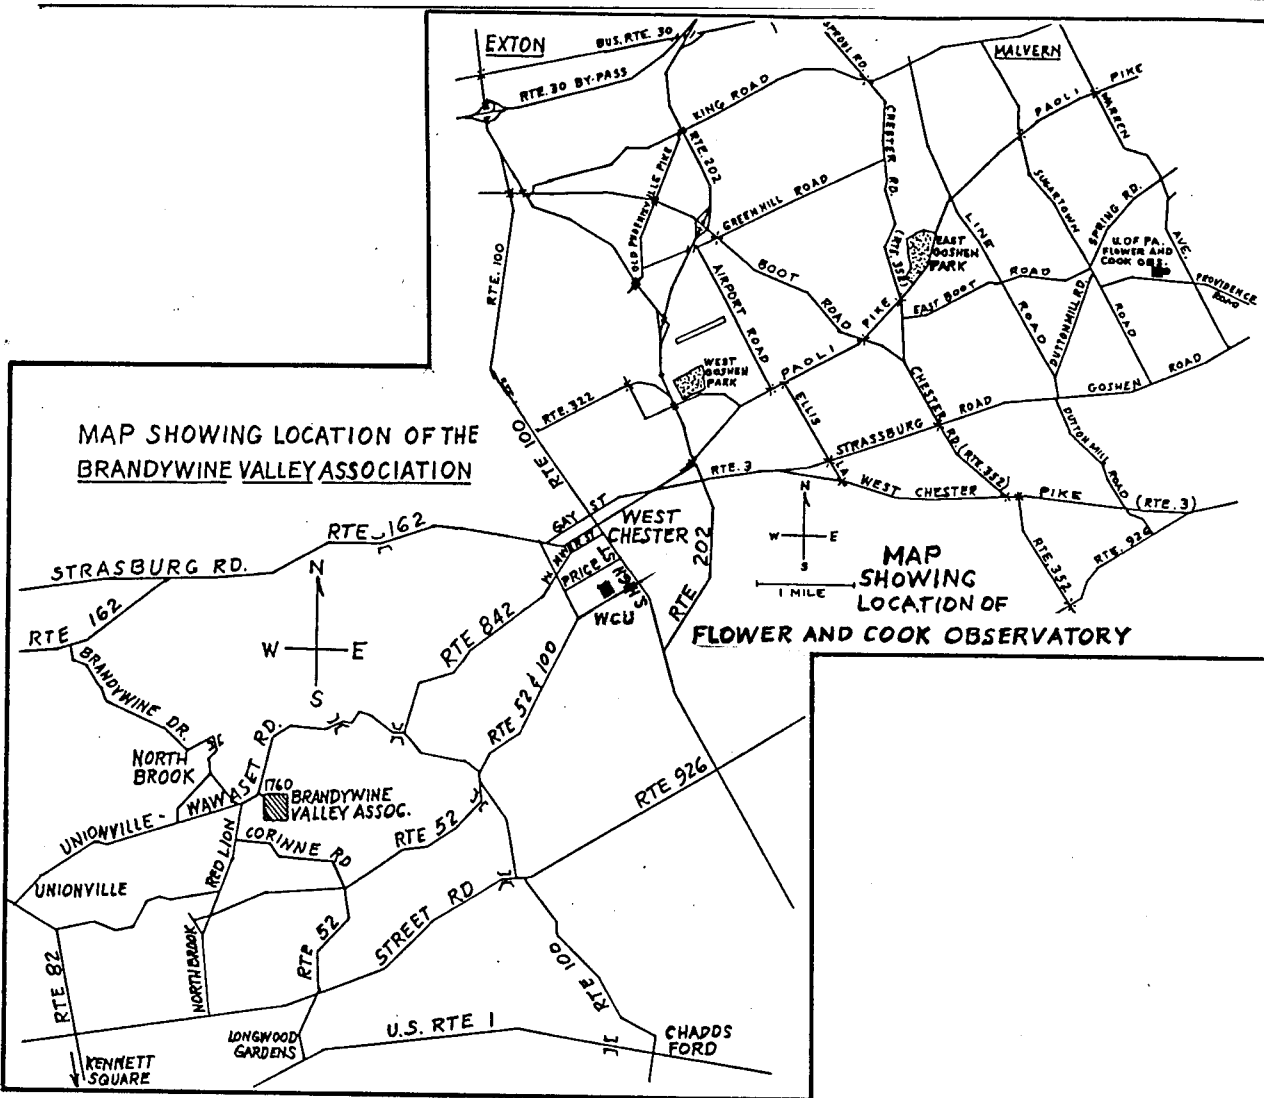 EXTON
BUS. RTE. 30
RTE. 30 BY-PASS
SPROUL RD.
MALVERN
PAOLI PIKE
WARREN AVE.
KING ROAD
RTE. 202
OLD PHOENIXVILLE PIKE
GREENHILL ROAD
CHESTER RD.
(RTE. 352)
SUGARTOWN ROAD
SPRING RD.
LINE ROAD
EAST
GOSHEN
PARK
U. OF PA.
FLOWER AND
COOK OBS.
PROVIDENCE
ROAD
RTE. 100
BOOT ROAD
AIRPORT ROAD
EAST BOOT ROAD
DUTTON MILL RD.
PAOLI PIKE
WEST
GOSHEN
PARK
GOSHEN ROAD
RTE. 322
RTE 100
ELLIS LA
CHESTER RD. (RTE. 352)
STRASSBURG ROAD
DUTTON MILL ROAD
RTE. 3
WEST CHESTER PIKE (RTE. 3)
MAP SHOWING LOCATION OF THE
BRANDYWINE VALLEY ASSOCIATION
GAY ST
WEST
CHESTER
RTE 202
N
W E
S
1 MILE
MAP
SHOWING
LOCATION OF
FLOWER AND COOK OBSERVATORY
RTE. 352
RTE. 926
RTE 162
STRASBURG RD.
PRICE ST
S HIGH ST
WCU
N
W E
S
RTE 162
BRANDYWINE DR.
RTE 842
RTE 52 & 100
NORTH
BROOK
UNIONVILLE - WAWASET RD.
1760
BRANDYWINE
VALLEY ASSOC.
RTE 926
RED LION
CORINNE RD
RTE 52
UNIONVILLE
STREET RD
RTE 52
NORTHBROOK
RTE 82
RTE 100
LONGWOOD
GARDENS
U.S. RTE 1
CHADDS
FORD
KENNETT
SQUARE